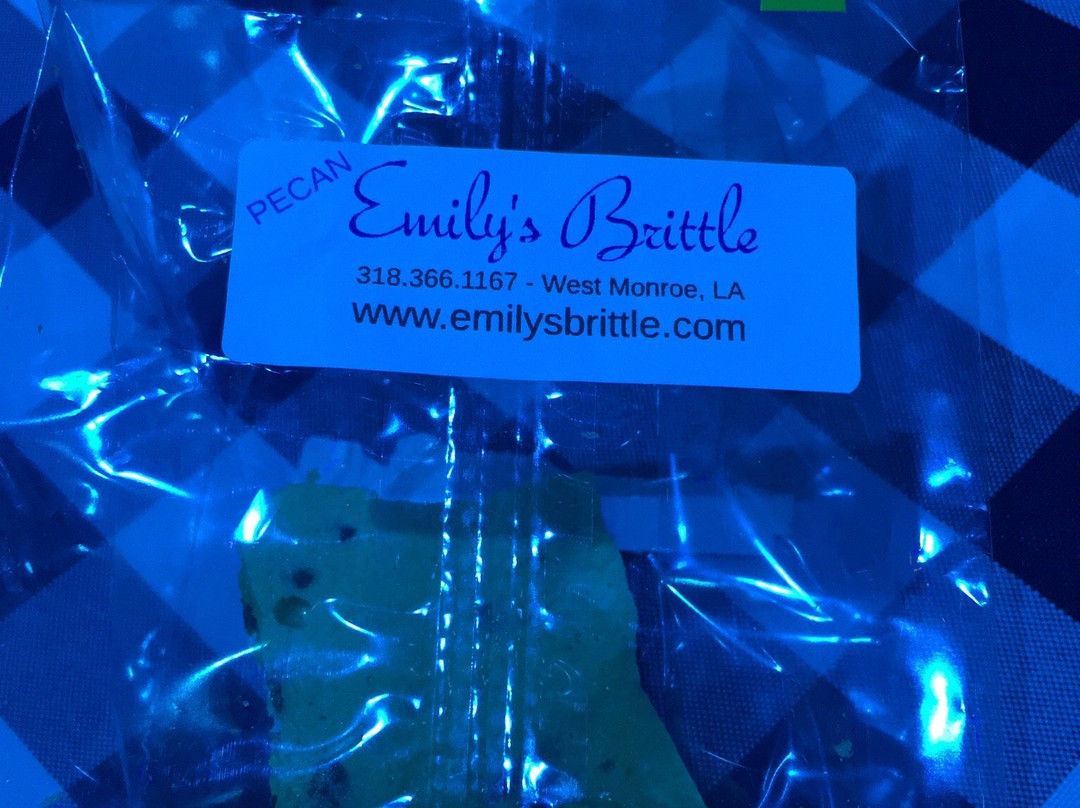 PECAN
Emily's Brittle
318.366.1167 - West Monroe, LA
www.emilysbrittle.com